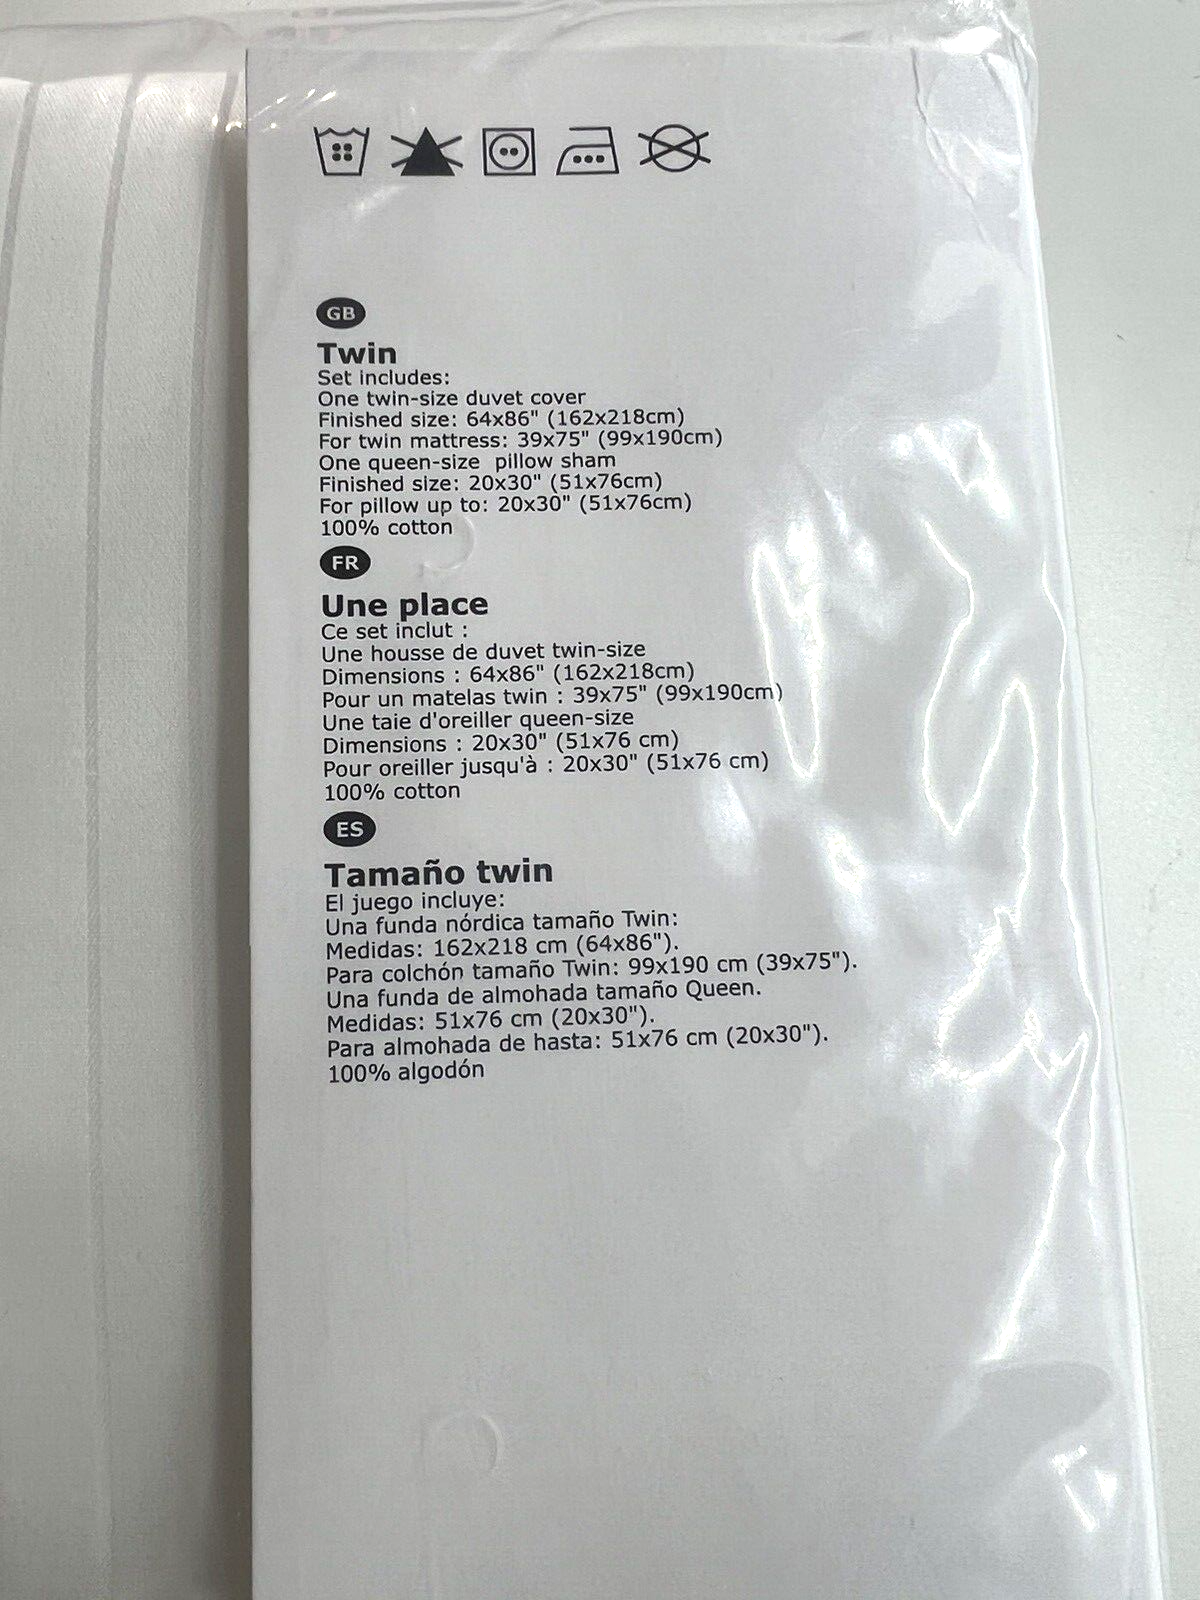 GB
Twin
Set includes:
One twin-size duvet cover
Finished size: 64x86" (162x218cm)
For twin mattress: 39x75" (99x190cm)
One queen-size pillow sham
Finished size: 20x30" (51x76cm)
For pillow up to: 20x30" (51x76cm)
100% cotton
FR
Une place
Ce set inclut :
Une housse de duvet twin-size
Dimensions : 64x86" (162x218cm)
Pour un matelas twin : 39x75" (99x190cm)
Une taie d'oreiller queen-size
Dimensions : 20x30" (51x76 cm)
Pour oreiller jusqu'à : 20x30" (51x76 cm)
100% cotton
ES
Tamaño twin
El juego incluye:
Una funda nórdica tamaño Twin:
Medidas: 162x218 cm (64x86").
Para colchón tamaño Twin: 99x190 cm (39x75").
Una funda de almohada tamaño Queen.
Medidas: 51x76 cm (20x30").
Para almohada de hasta: 51x76 cm (20x30").
100% algodón